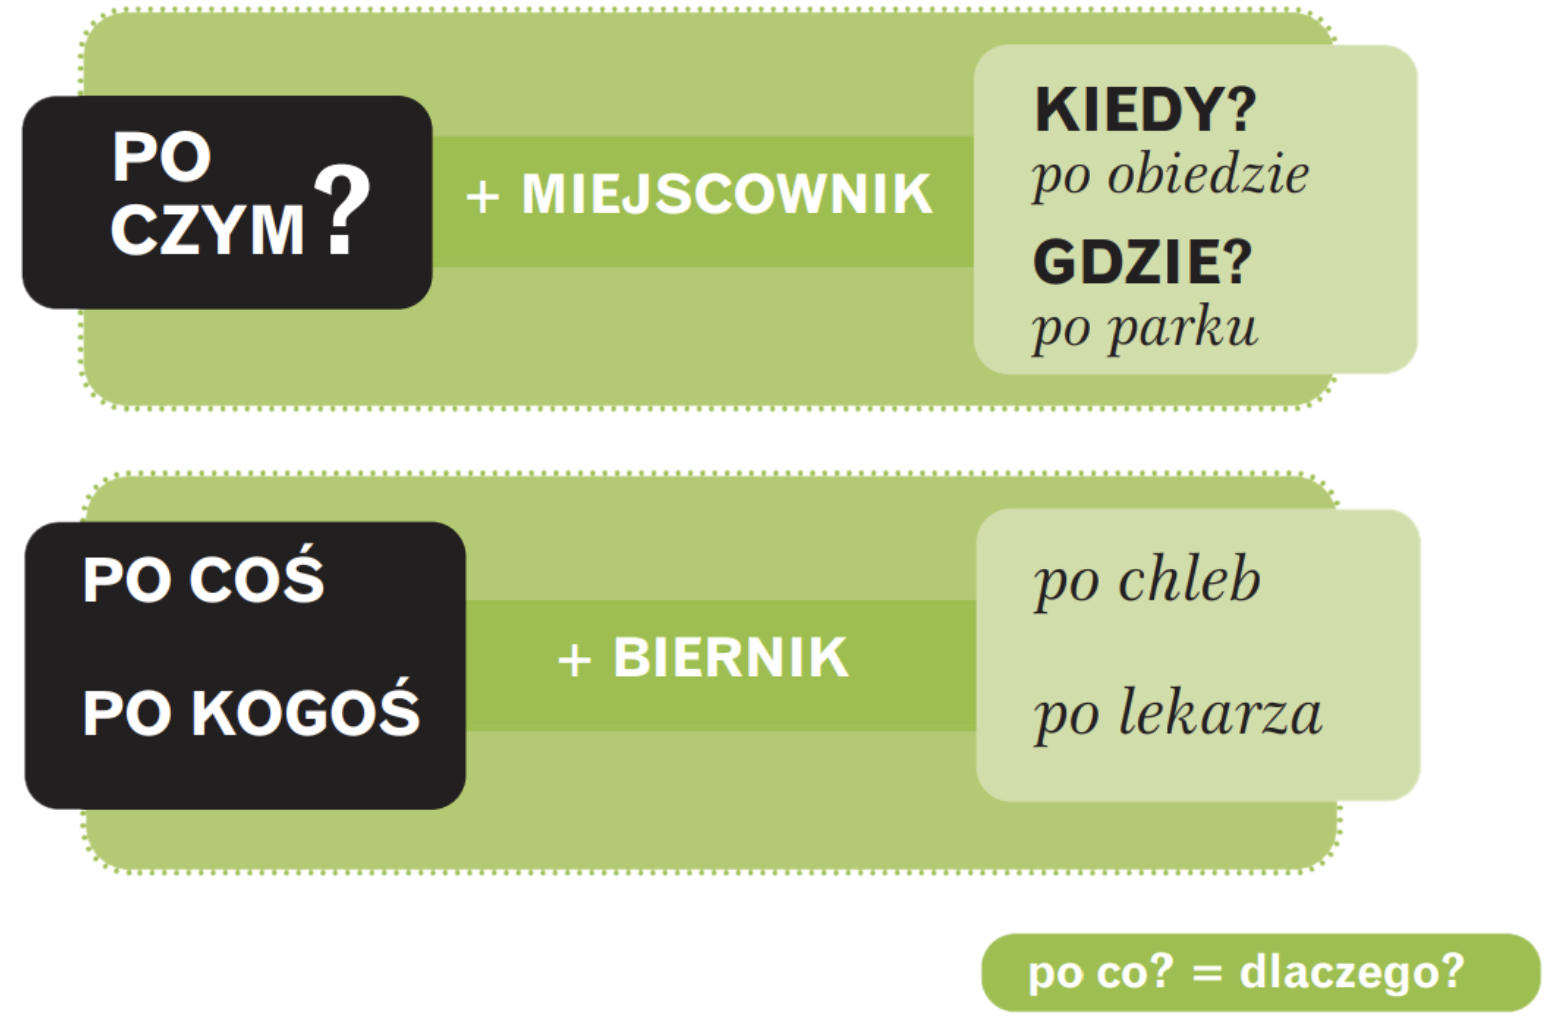 PO
CZYM?
+ MIEJSCOWNIK
KIEDY?
po obiedzie
GDZIE?
po parku
PO COŚ
PO KOGOŚ
+ BIERNIK
po chleb
po lekarza
po co? = dlaczego?